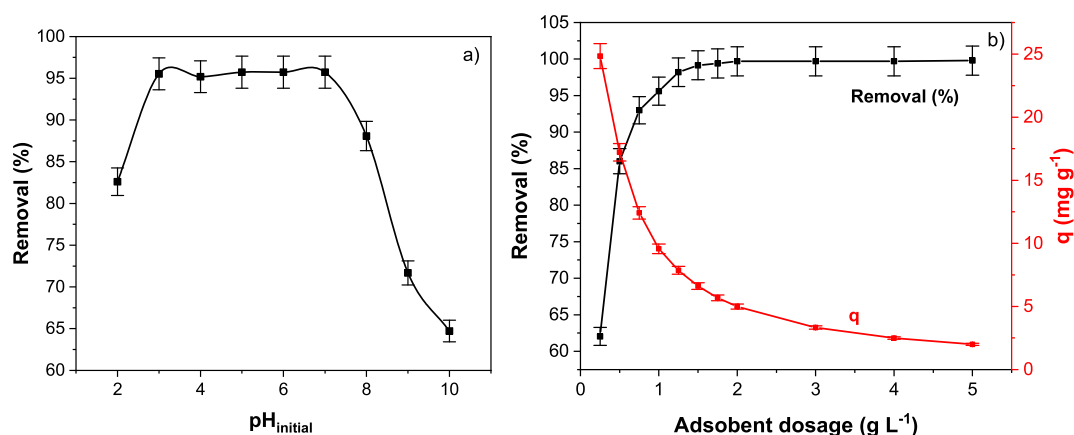 a)
100
95
90
85
80
75
70
65
60
Removal (%)
2 4 6 8 10
pHinitial
b)
105
100
95
90
85
80
75
70
65
60
Removal (%)
Removal (%)
q
25
20
15
10
5
0
q (mg g-1)
0 1 2 3 4 5
Adsobent dosage (g L-1)